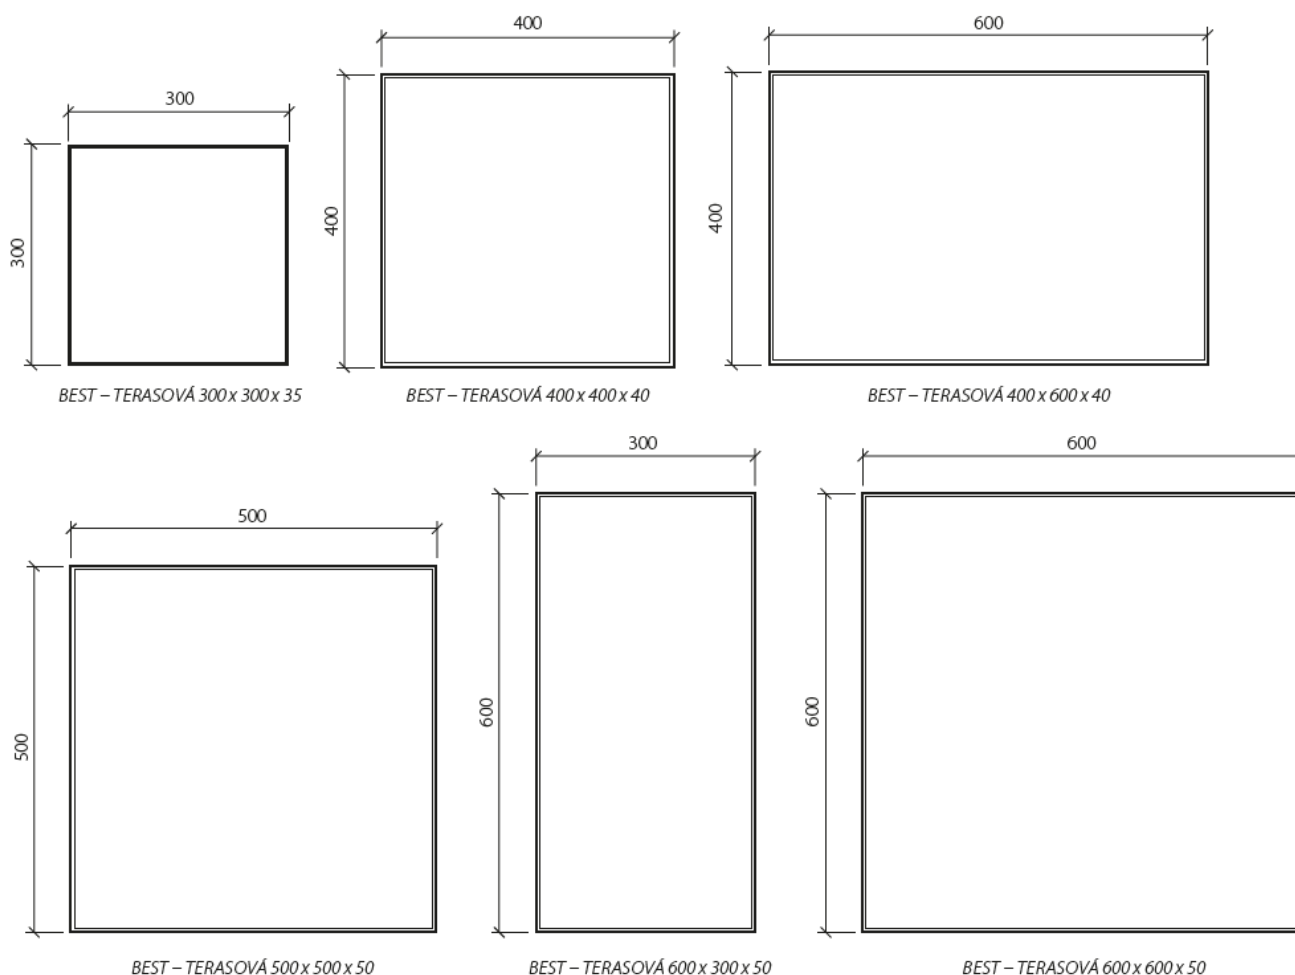 300
300
BEST – TERASOVÁ 300 x 300 x 35
400
400
BEST – TERASOVÁ 400 x 400 x 40
600
400
BEST – TERASOVÁ 400 x 600 x 40
500
500
BEST – TERASOVÁ 500 x 500 x 50
300
600
BEST – TERASOVÁ 600 x 300 x 50
600
600
BEST – TERASOVÁ 600 x 600 x 50